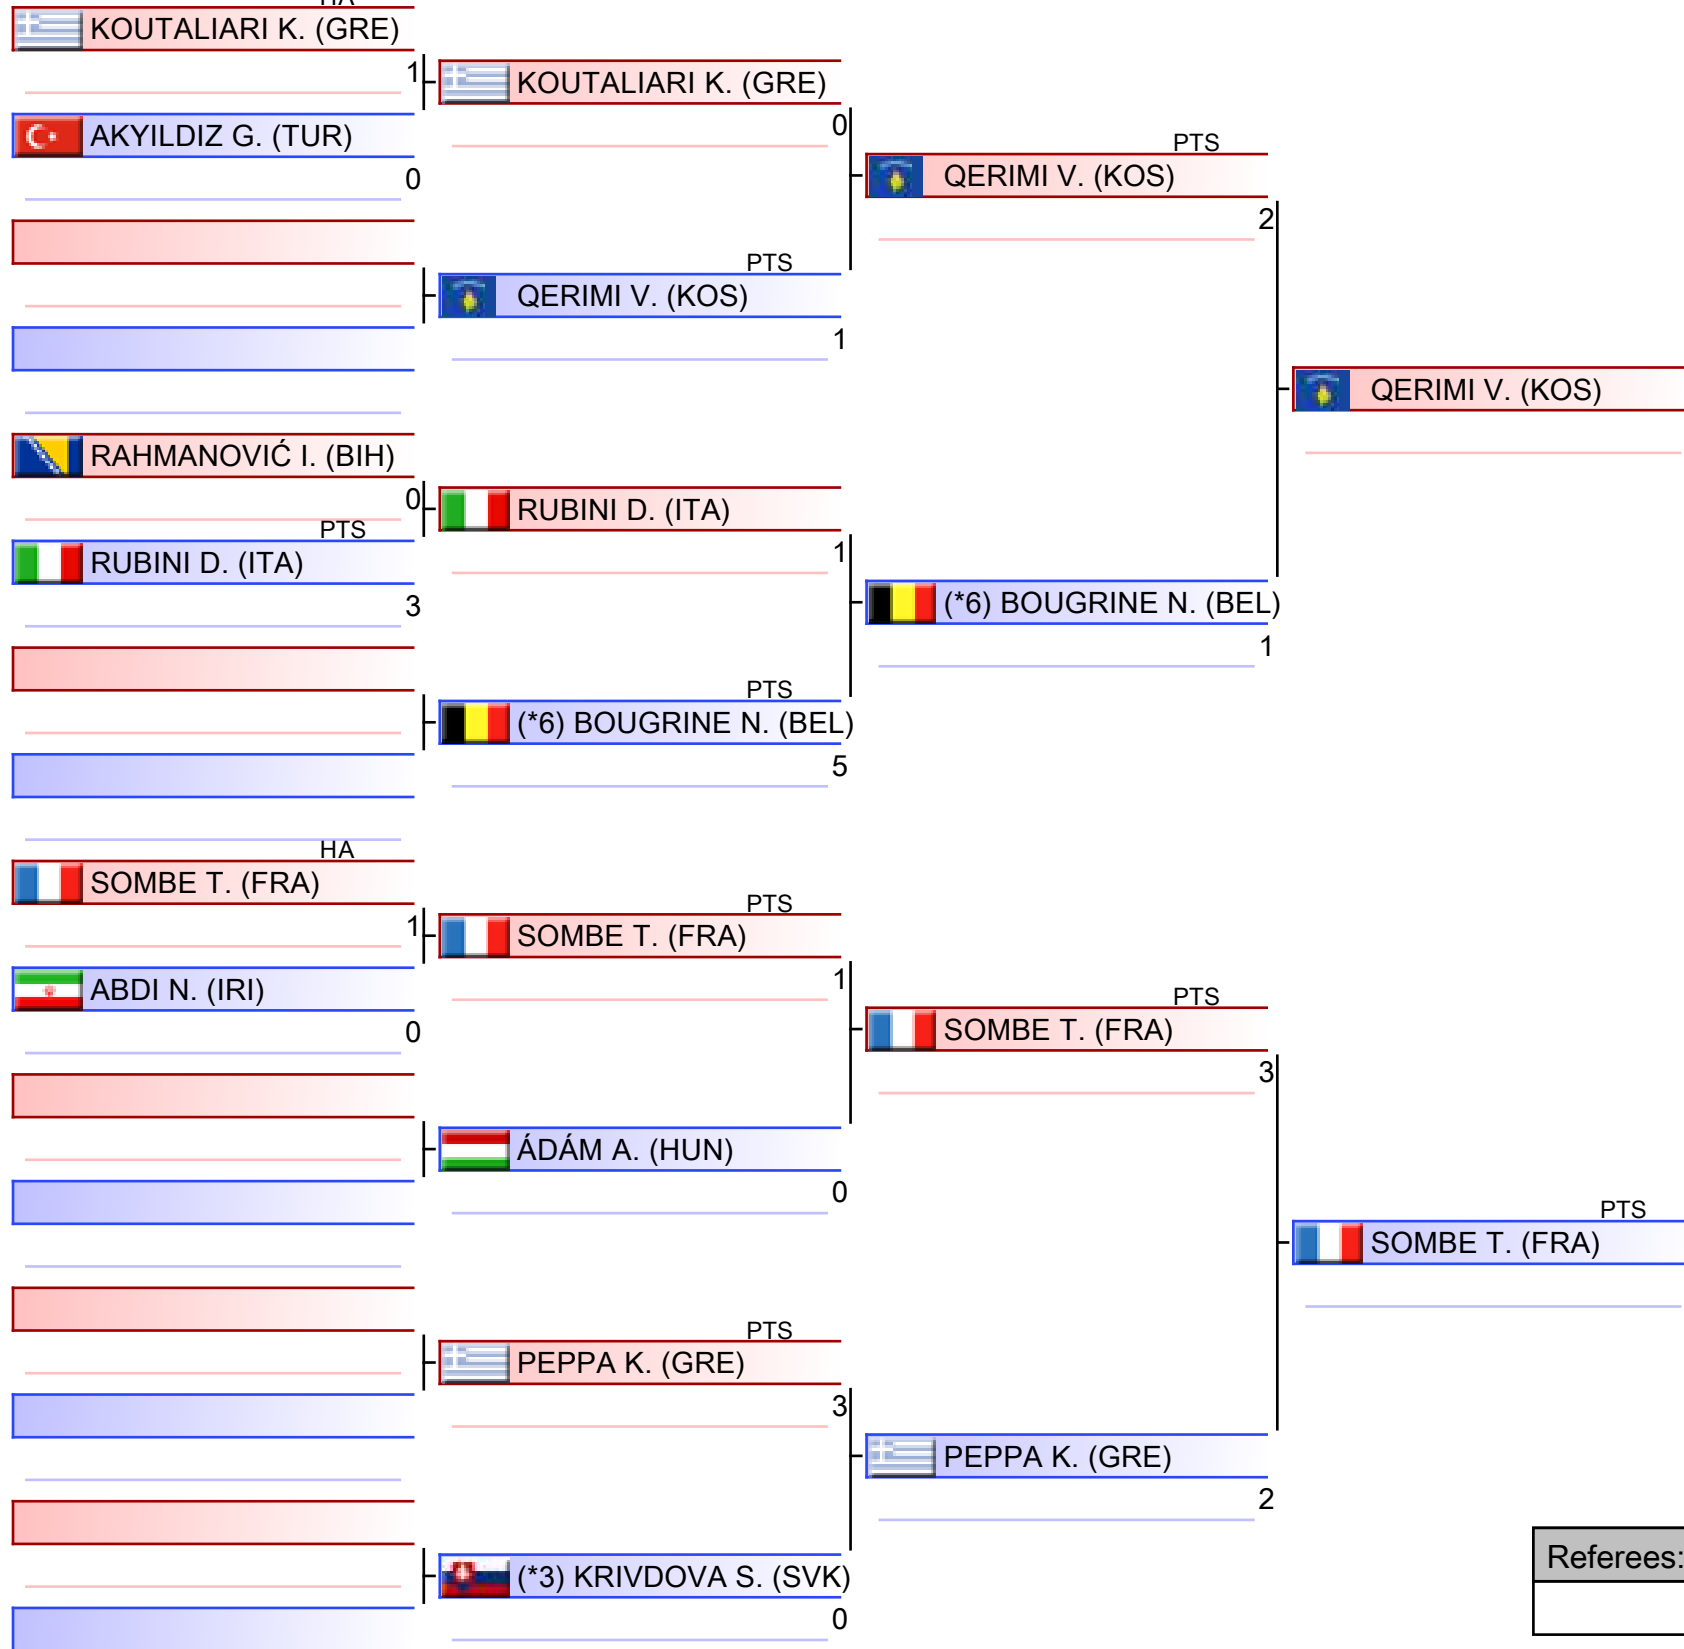 HA
KOUTALIARI K. (GRE)
1
AKYILDIZ G. (TUR)
0
RAHMANOVIĆ I. (BIH)
0
PTS
RUBINI D. (ITA)
3
HA
SOMBE T. (FRA)
1
ABDI N. (IRI)
0
KOUTALIARI K. (GRE)
0
PTS
QERIMI V. (KOS)
1
RUBINI D. (ITA)
1
PTS
(*6) BOUGRINE N. (BEL)
5
PTS
SOMBE T. (FRA)
1
ÁDÁM A. (HUN)
0
PTS
PEPPA K. (GRE)
3
(*3) KRIVDOVA S. (SVK)
0
PTS
QERIMI V. (KOS)
2
(*6) BOUGRINE N. (BEL)
1
PTS
SOMBE T. (FRA)
3
PEPPA K. (GRE)
2
QERIMI V. (KOS)
PTS
SOMBE T. (FRA)
Referees: